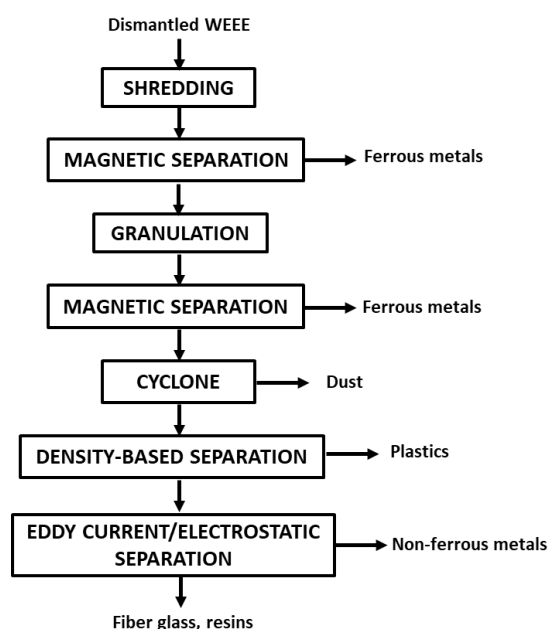 Dismantled WEEE
SHREDDING
MAGNETIC SEPARATION
Ferrous metals
GRANULATION
MAGNETIC SEPARATION
Ferrous metals
CYCLONE
Dust
DENSITY-BASED SEPARATION
Plastics
EDDY CURRENT/ELECTROSTATIC
SEPARATION
Non-ferrous metals
Fiber glass, resins